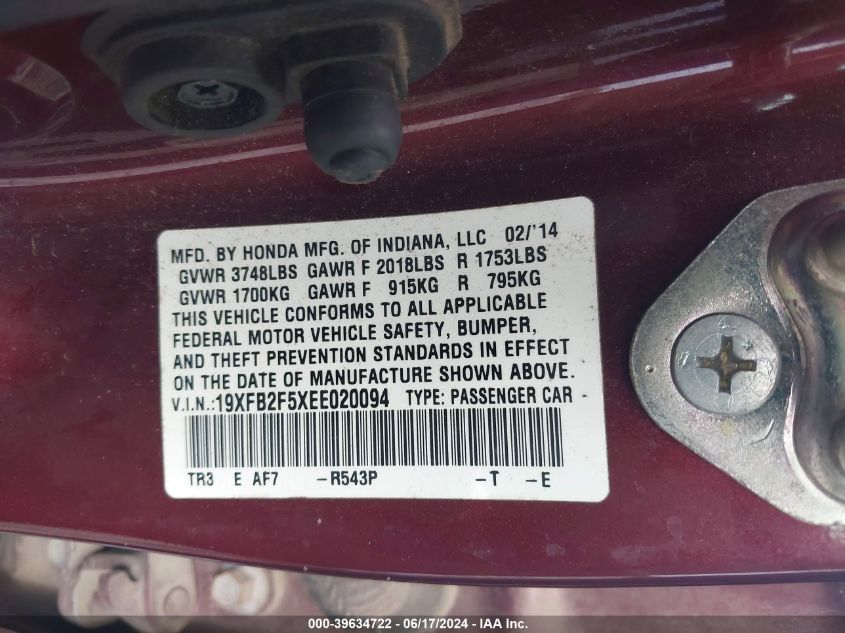 MFD. BY HONDA MFG. OF INDIANA, LLC 02/'14
GVWR 3748LBS GAWR F 2018LBS R 1753LBS
GVWR 1700KG GAWR F 915KG R 795KG
THIS VEHICLE CONFORMS TO ALL APPLICABLE
FEDERAL MOTOR VEHICLE SAFETY, BUMPER,
AND THEFT PREVENTION STANDARDS IN EFFECT
ON THE DATE OF MANUFACTURE SHOWN ABOVE.
V.I.N.:19XFB2F5XEE020094 TYPE: PASSENGER CAR
TR3 E AF7 -R543P -T -E
000-39634722 - 06/17/2024 - IAA Inc.